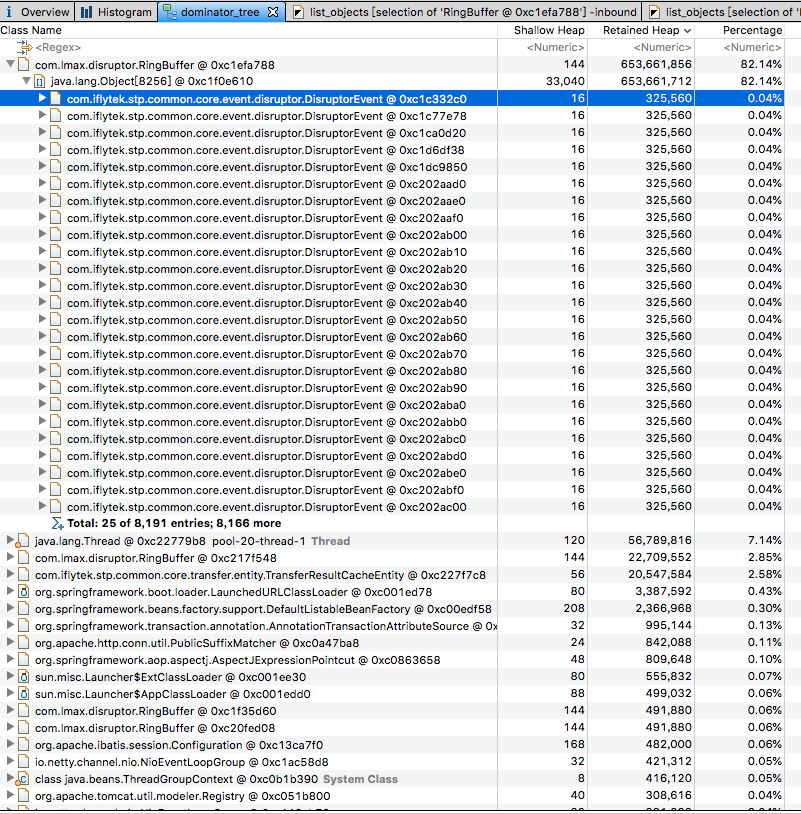 Overview Histogram dominator_tree list_objects [selection of 'RingBuffer @ 0xc1efa788'] -inbound list_objects [selection of 'R
Class Name Shallow Heap Retained Heap Percentage
<Regex> <Numeric> <Numeric> <Numeric>
com.lmax.disruptor.RingBuffer @ 0xc1efa788 144 653,661,856 82.14%
java.lang.Object[8256] @ 0xc1f0e610 33,040 653,661,712 82.14%
com.iflytek.stp.common.core.event.disruptor.DisruptorEvent @ 0xc1c332c0 16 325,560 0.04%
com.iflytek.stp.common.core.event.disruptor.DisruptorEvent @ 0xc1c77e78 16 325,560 0.04%
com.iflytek.stp.common.core.event.disruptor.DisruptorEvent @ 0xc1ca0d20 16 325,560 0.04%
com.iflytek.stp.common.core.event.disruptor.DisruptorEvent @ 0xc1d6df38 16 325,560 0.04%
com.iflytek.stp.common.core.event.disruptor.DisruptorEvent @ 0xc1dc9850 16 325,560 0.04%
com.iflytek.stp.common.core.event.disruptor.DisruptorEvent @ 0xc202aad0 16 325,560 0.04%
com.iflytek.stp.common.core.event.disruptor.DisruptorEvent @ 0xc202aae0 16 325,560 0.04%
com.iflytek.stp.common.core.event.disruptor.DisruptorEvent @ 0xc202aaf0 16 325,560 0.04%
com.iflytek.stp.common.core.event.disruptor.DisruptorEvent @ 0xc202ab00 16 325,560 0.04%
com.iflytek.stp.common.core.event.disruptor.DisruptorEvent @ 0xc202ab10 16 325,560 0.04%
com.iflytek.stp.common.core.event.disruptor.DisruptorEvent @ 0xc202ab20 16 325,560 0.04%
com.iflytek.stp.common.core.event.disruptor.DisruptorEvent @ 0xc202ab30 16 325,560 0.04%
com.iflytek.stp.common.core.event.disruptor.DisruptorEvent @ 0xc202ab40 16 325,560 0.04%
com.iflytek.stp.common.core.event.disruptor.DisruptorEvent @ 0xc202ab50 16 325,560 0.04%
com.iflytek.stp.common.core.event.disruptor.DisruptorEvent @ 0xc202ab60 16 325,560 0.04%
com.iflytek.stp.common.core.event.disruptor.DisruptorEvent @ 0xc202ab70 16 325,560 0.04%
com.iflytek.stp.common.core.event.disruptor.DisruptorEvent @ 0xc202ab80 16 325,560 0.04%
com.iflytek.stp.common.core.event.disruptor.DisruptorEvent @ 0xc202ab90 16 325,560 0.04%
com.iflytek.stp.common.core.event.disruptor.DisruptorEvent @ 0xc202aba0 16 325,560 0.04%
com.iflytek.stp.common.core.event.disruptor.DisruptorEvent @ 0xc202abb0 16 325,560 0.04%
com.iflytek.stp.common.core.event.disruptor.DisruptorEvent @ 0xc202abc0 16 325,560 0.04%
com.iflytek.stp.common.core.event.disruptor.DisruptorEvent @ 0xc202abd0 16 325,560 0.04%
com.iflytek.stp.common.core.event.disruptor.DisruptorEvent @ 0xc202abe0 16 325,560 0.04%
com.iflytek.stp.common.core.event.disruptor.DisruptorEvent @ 0xc202abf0 16 325,560 0.04%
com.iflytek.stp.common.core.event.disruptor.DisruptorEvent @ 0xc202ac00 16 325,560 0.04%
Total: 25 of 8,191 entries; 8,166 more
java.lang.Thread @ 0xc22779b8 pool-20-thread-1 Thread 120 56,789,816 7.14%
com.lmax.disruptor.RingBuffer @ 0xc217f548 144 22,709,552 2.85%
com.iflytek.stp.common.core.transfer.entity.TransferResultCacheEntity @ 0xc227f7c8 56 20,547,584 2.58%
org.springframework.boot.loader.LaunchedURLClassLoader @ 0xc001ed78 80 3,387,592 0.43%
org.springframework.beans.factory.support.DefaultListableBeanFactory @ 0xc00edf58 208 2,366,968 0.30%
org.springframework.transaction.annotation.AnnotationTransactionAttributeSource @ 0x 32 995,144 0.13%
org.apache.http.conn.util.PublicSuffixMatcher @ 0xc0a47ba8 24 842,088 0.11%
org.springframework.aop.aspectj.AspectJExpressionPointcut @ 0xc0863658 48 809,648 0.10%
sun.misc.Launcher$ExtClassLoader @ 0xc001ee30 80 555,832 0.07%
sun.misc.Launcher$AppClassLoader @ 0xc001edd0 88 499,032 0.06%
com.lmax.disruptor.RingBuffer @ 0xc1f35d60 144 491,880 0.06%
com.lmax.disruptor.RingBuffer @ 0xc20fed08 144 491,880 0.06%
org.apache.ibatis.session.Configuration @ 0xc13ca7f0 168 482,000 0.06%
io.netty.channel.nio.NioEventLoopGroup @ 0xc1ac58d8 32 421,312 0.05%
class java.beans.ThreadGroupContext @ 0xc0b1b390 System Class 8 416,120 0.05%
org.apache.tomcat.util.modeler.Registry @ 0xc051b800 40 308,616 0.04%